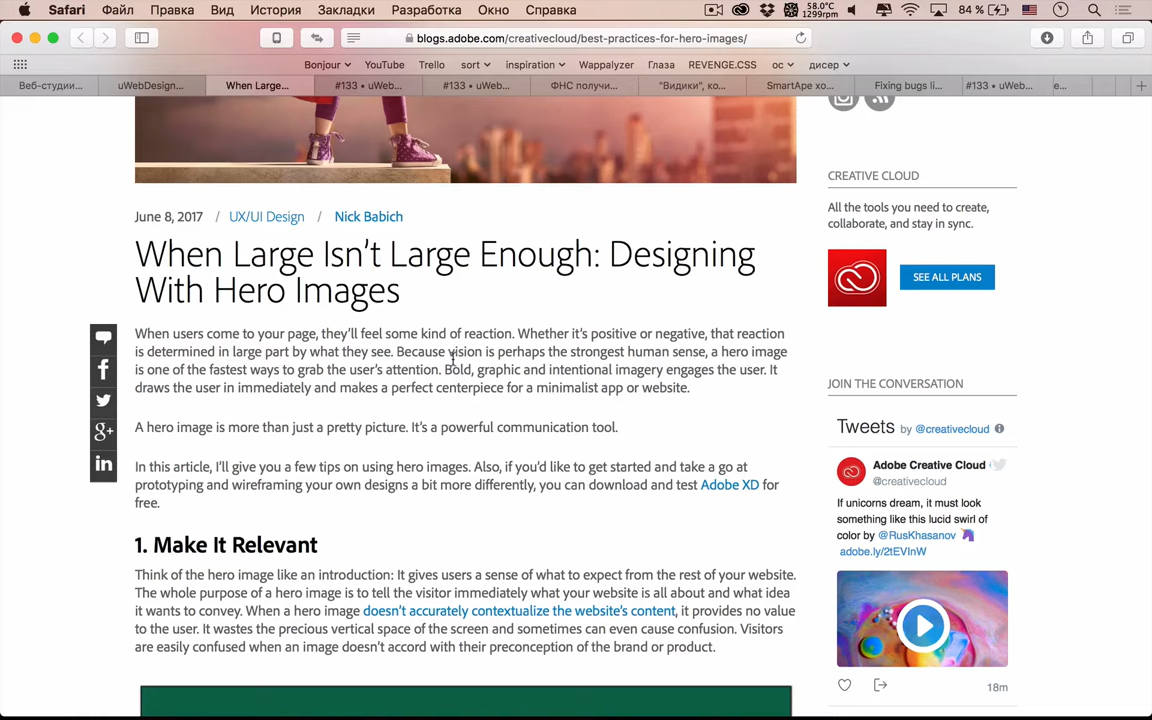 Safari Файл Правка Вид История Закладки Разработка Окно Справка 58.0°C 1299rpm 84 %
blogs.adobe.com/creativecloud/best-practices-for-hero-images/
Bonjour YouTube Trello sort inspiration Wappalyzer Глаза REVENGE.CSS ос дисер
Веб-студии... uWebDesign... When Large... #133 • uWeb... #133 • uWeb... ФНС получи... "Видики", ко... SmartApe хо... Fixing bugs li... #133 • uWeb... е...
June 8, 2017 / UX/UI Design / Nick Babich
When Large Isn't Large Enough: Designing
With Hero Images
When users come to your page, they'll feel some kind of reaction. Whether it's positive or negative, that reaction
is determined in large part by what they see. Because vision is perhaps the strongest human sense, a hero image
is one of the fastest ways to grab the user's attention. Bold, graphic and intentional imagery engages the user. It
draws the user in immediately and makes a perfect centerpiece for a minimalist app or website.
A hero image is more than just a pretty picture. It's a powerful communication tool.
In this article, I'll give you a few tips on using hero images. Also, if you'd like to get started and take a go at
prototyping and wireframing your own designs a bit more differently, you can download and test Adobe XD for
free.
1. Make It Relevant
Think of the hero image like an introduction: It gives users a sense of what to expect from the rest of your website.
The whole purpose of a hero image is to tell the visitor immediately what your website is all about and what idea
it wants to convey. When a hero image doesn't accurately contextualize the website's content, it provides no value
to the user. It wastes the precious vertical space of the screen and sometimes can even cause confusion. Visitors
are easily confused when an image doesn't accord with their preconception of the brand or product.
CREATIVE CLOUD
All the tools you need to create,
collaborate, and stay in sync.
SEE ALL PLANS
JOIN THE CONVERSATION
Tweets by @creativecloud
Adobe Creative Cloud
@creativecloud
If unicorns dream, it must look
something like this lucid swirl of
color by @RusKhasanov
adobe.ly/2tEVInW
18m